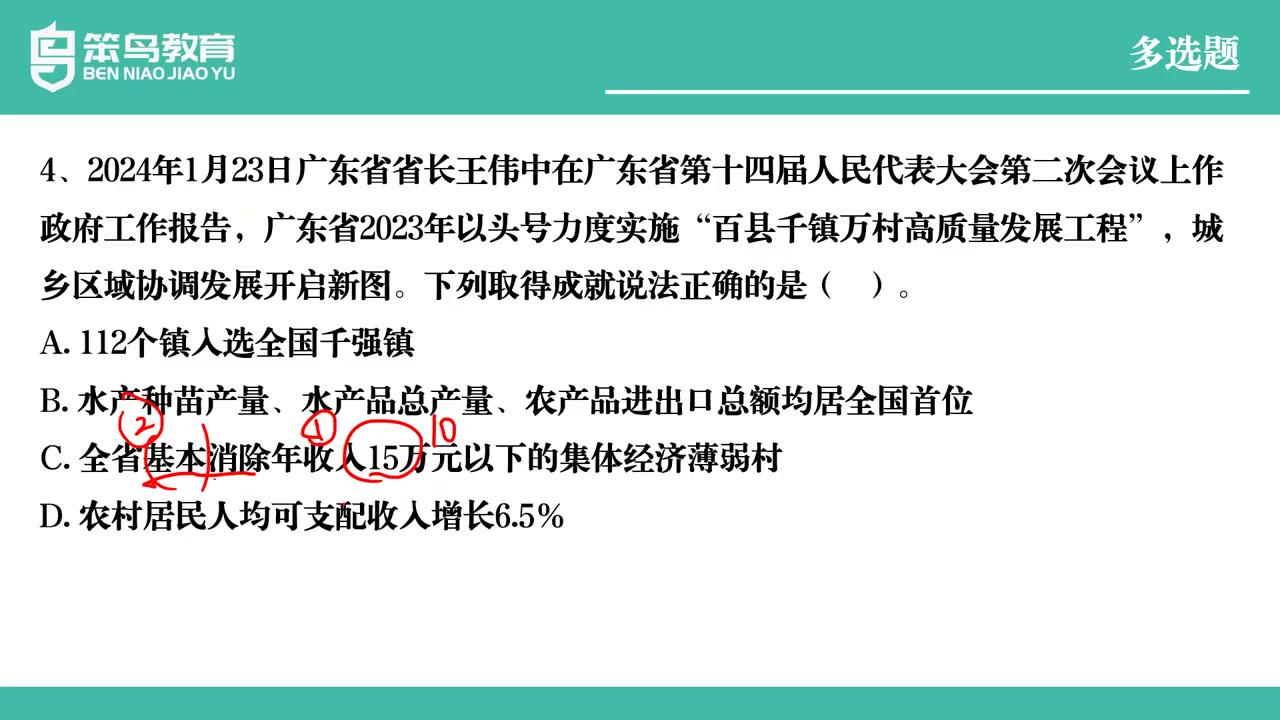 笨鸟教育
BEN NIAO JIAO YU
多选题
4、2024年1月23日广东省省长王伟中在广东省第十四届人民代表大会第二次会议上作
政府工作报告，广东省2023年以头号力度实施“百县千镇万村高质量发展工程”，城
乡区域协调发展开启新图。下列取得成就说法正确的是（ ）。
A. 112个镇入选全国千强镇
B. 水产种苗产量、水产品总产量、农产品进出口总额均居全国首位
② ① 10
C. 全省基本消除年收入15万元以下的集体经济薄弱村
D. 农村居民人均可支配收入增长6.5%